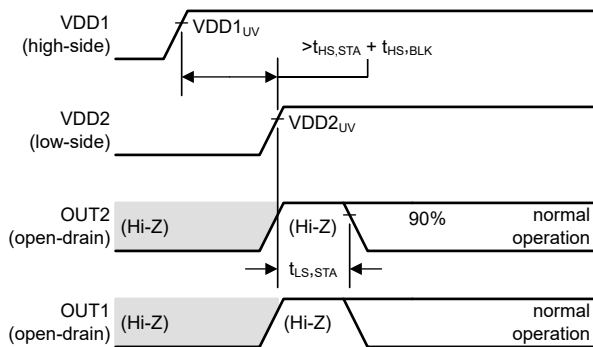 VDD1
(high-side)
VDD1UV
>tHS,STA + tHS,BLK
VDD2
(low-side)
VDD2UV
OUT2
(open-drain)
(Hi-Z)
(Hi-Z)
90%
normal
operation
tLS,STA
OUT1
(open-drain)
(Hi-Z)
(Hi-Z)
normal
operation